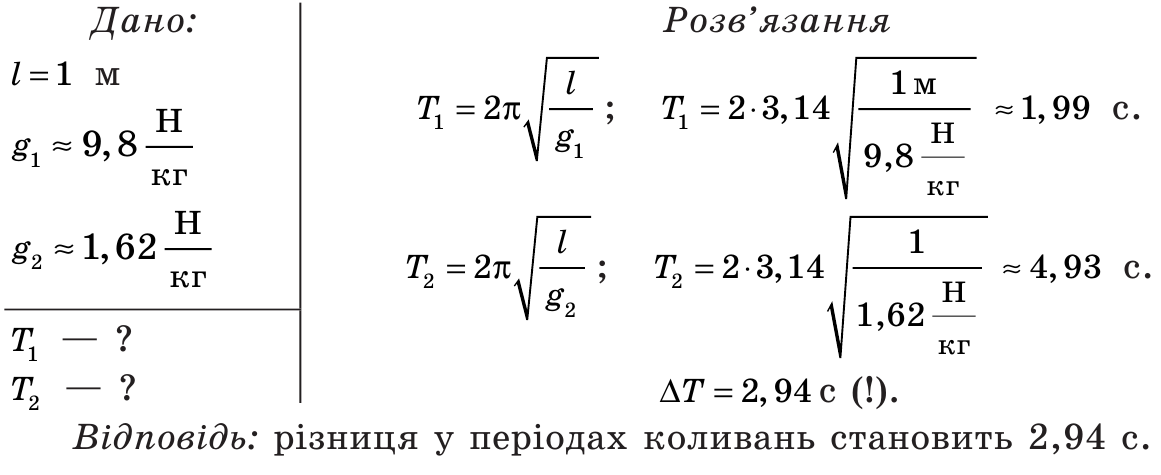 Дано:
l = 1 м
g₁ ≈ 9,8 Н/кг
g₂ ≈ 1,62 Н/кг
T₁ — ?
T₂ — ?
Розв’язання
T₁ = 2π√(l/g₁); T₁ = 2·3,14√(1 м/(9,8 Н/кг)) ≈ 1,99 с.
T₂ = 2π√(l/g₂); T₂ = 2·3,14√(1/(1,62 Н/кг)) ≈ 4,93 с.
ΔT = 2,94 с (!).
Відповідь: різниця у періодах коливань становить 2,94 с.